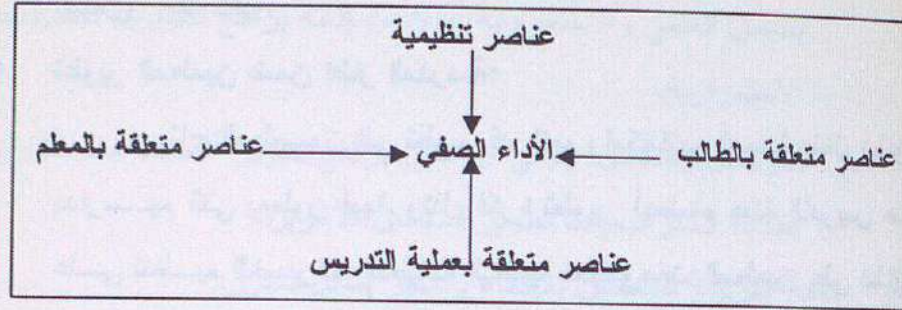 عناصر تنظيمية
عناصر متعلقة بالطالب
الأداء الصفي
عناصر متعلقة بالمعلم
عناصر متعلقة بعملية التدريس